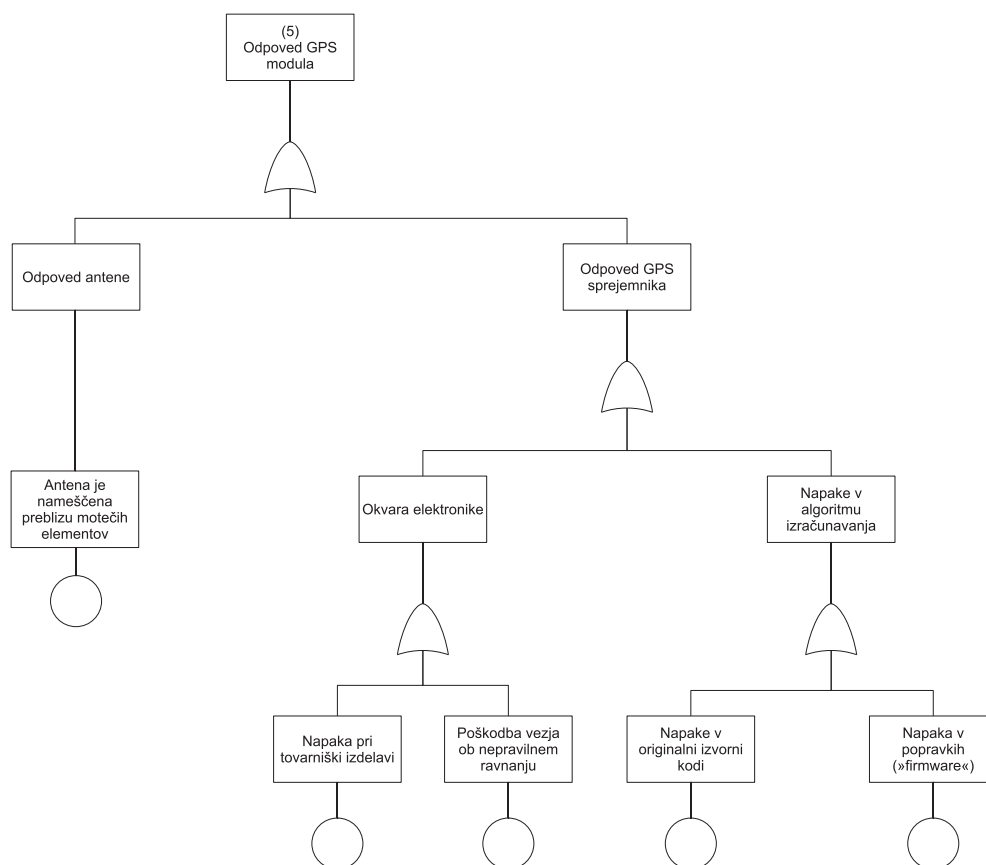 (5)
Odpoved GPS
modula
Odpoved antene
Odpoved GPS
sprejemnika
Antena je
nameščena
preblizu motečih
elementov
Okvara elektronike
Napake v
algoritmu
izračunavanja
Napaka pri
tovarniški izdelavi
Poškodba vezja
ob nepravilnem
ravnanju
Napake v
originalni izvorni
kodi
Napaka v
popravkih
(»firmware«)